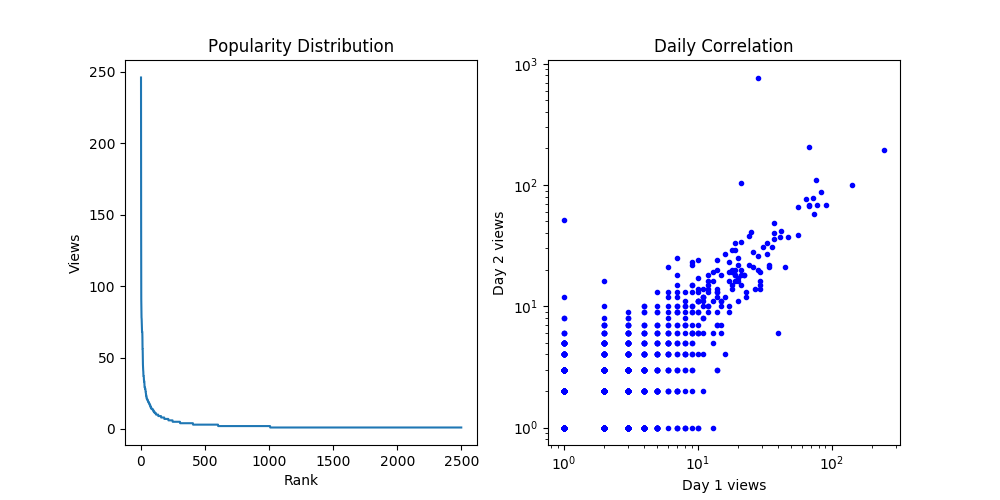 Popularity Distribution
Views
250
200
150
100
50
0
0 500 1000 1500 2000 2500
Rank
Daily Correlation
Day 2 views
10³
10²
10¹
10⁰
10⁰ 10¹ 10²
Day 1 views